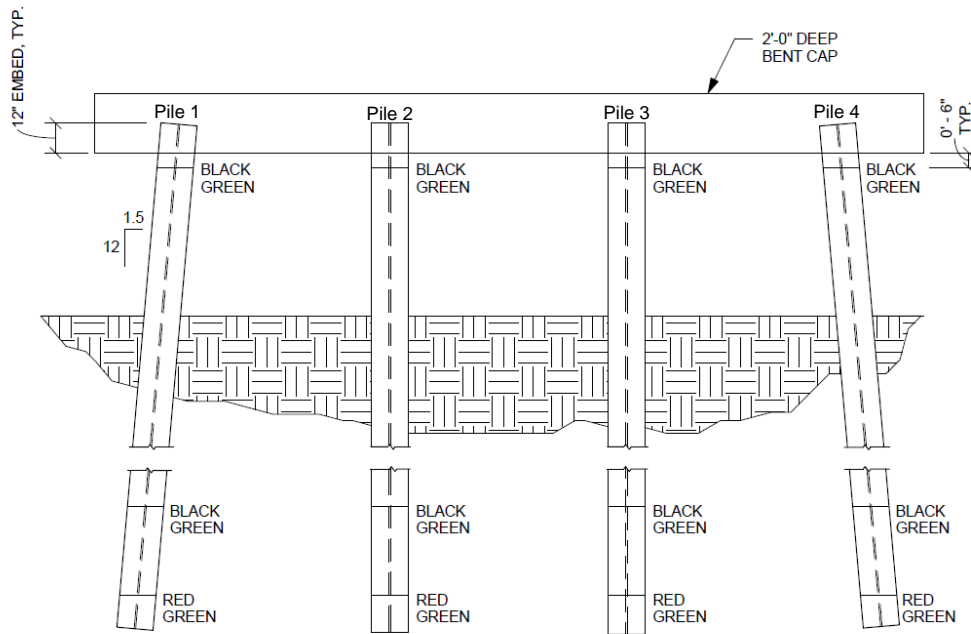 2'-0" DEEP
BENT CAP
12" EMBED, TYP.
Pile 1
Pile 2
Pile 3
Pile 4
0' - 6"
TYP.
BLACK
GREEN
BLACK
GREEN
BLACK
GREEN
BLACK
GREEN
1.5
12
BLACK
GREEN
BLACK
GREEN
BLACK
GREEN
BLACK
GREEN
RED
GREEN
RED
GREEN
RED
GREEN
RED
GREEN